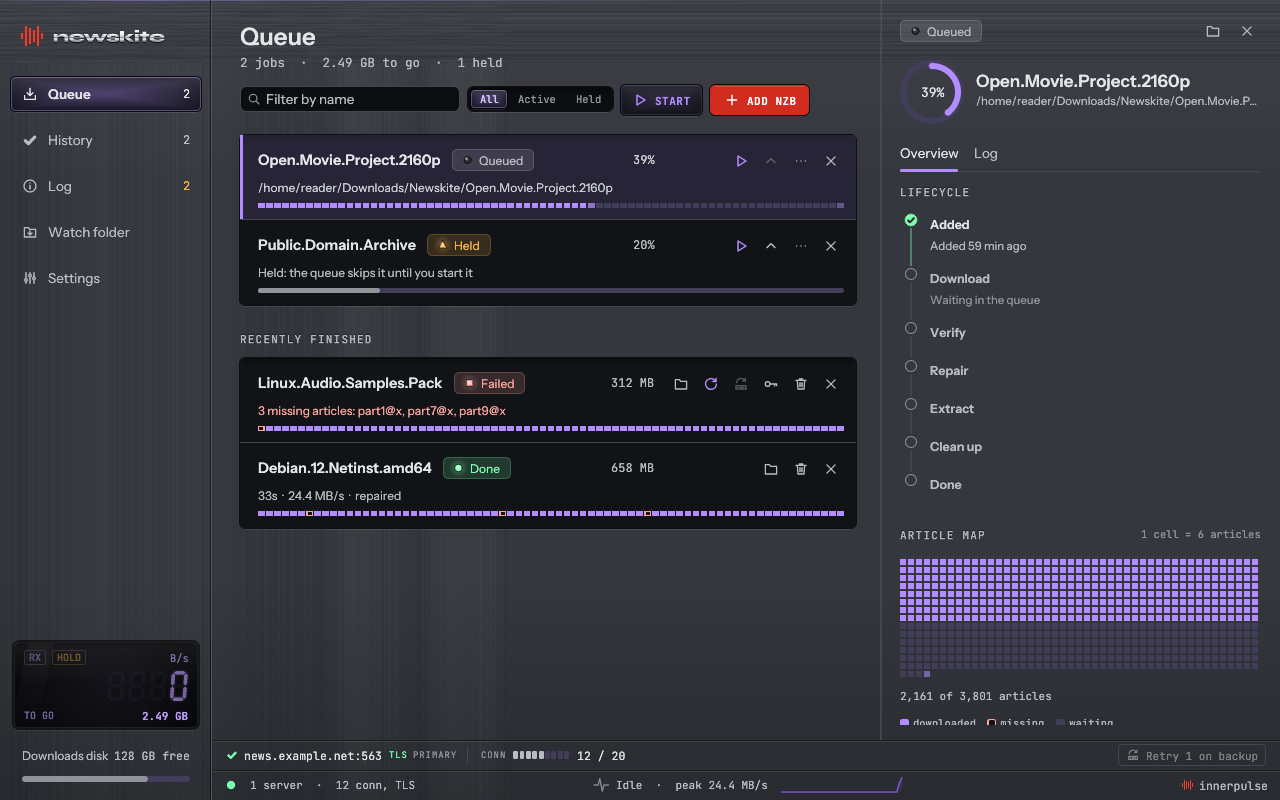 newskite
Queue 2
History 2
Log 2
Watch folder
Settings
RX HOLD B/s
0
TO GO 2.49 GB
Downloads disk 128 GB free
Queue
2 jobs · 2.49 GB to go · 1 held
Filter by name All Active Held START + ADD NZB
Open.Movie.Project.2160p Queued 39%
/home/reader/Downloads/Newskite/Open.Movie.Project.2160p
Public.Domain.Archive Held 20%
Held: the queue skips it until you start it
RECENTLY FINISHED
Linux.Audio.Samples.Pack Failed 312 MB
3 missing articles: part1@x, part7@x, part9@x
Debian.12.Netinst.amd64 Done 658 MB
33s · 24.4 MB/s · repaired
Queued
39%
Open.Movie.Project.2160p
/home/reader/Downloads/Newskite/Open.Movie.P…
Overview Log
LIFECYCLE
Added
Added 59 min ago
Download
Waiting in the queue
Verify
Repair
Extract
Clean up
Done
ARTICLE MAP 1 cell = 6 articles
2,161 of 3,801 articles
downloaded missing waiting
news.example.net:563 TLS PRIMARY CONN 12 / 20 Retry 1 on backup
1 server · 12 conn, TLS Idle · peak 24.4 MB/s innerpulse